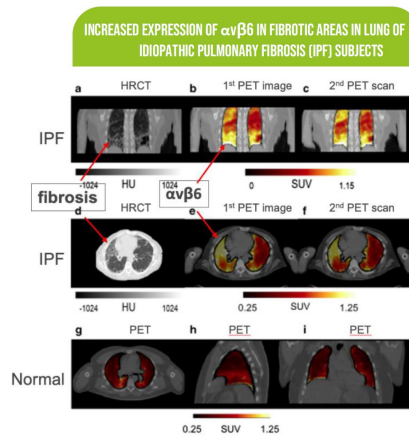 INCREASED EXPRESSION OF αvβ6 IN FIBROTIC AREAS IN LUNG OF
IDIOPATHIC PULMONARY FIBROSIS (IPF) SUBJECTS
a HRCT b 1st PET image c 2nd PET scan
IPF
-1024 HU 1024 0 SUV 1.15
fibrosis αvβ6
d HRCT e 1st PET image f 2nd PET scan
IPF
-1024 HU 1024 0.25 SUV 1.25
g PET h PET i PET
Normal
0.25 SUV 1.25